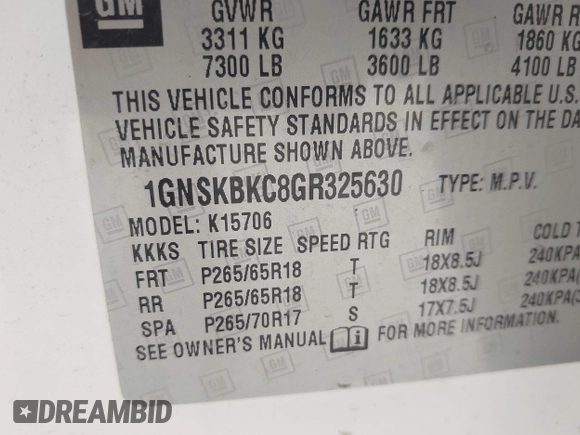 GM
GVWR GAWR FRT GAWR R
3311 KG 1633 KG 1860 KG
7300 LB 3600 LB 4100 LB
THIS VEHICLE CONFORMS TO ALL APPLICABLE U.S.
VEHICLE SAFETY STANDARDS IN EFFECT ON THE DA
MANUFACTURE SHOWN ABOVE.
1GNSKBKC8GR325630 TYPE: M.P.V.
MODEL: K15706
KKKS TIRE SIZE SPEED RTG RIM COLD T
FRT P265/65R18 T 18X8.5J 240KPA
RR P265/65R18 T 18X8.5J 240KPA(
SPA P265/70R17 S 17X7.5J 240KPA(
SEE OWNER'S MANUAL i FOR MORE INFORMATION.
DREAMBID